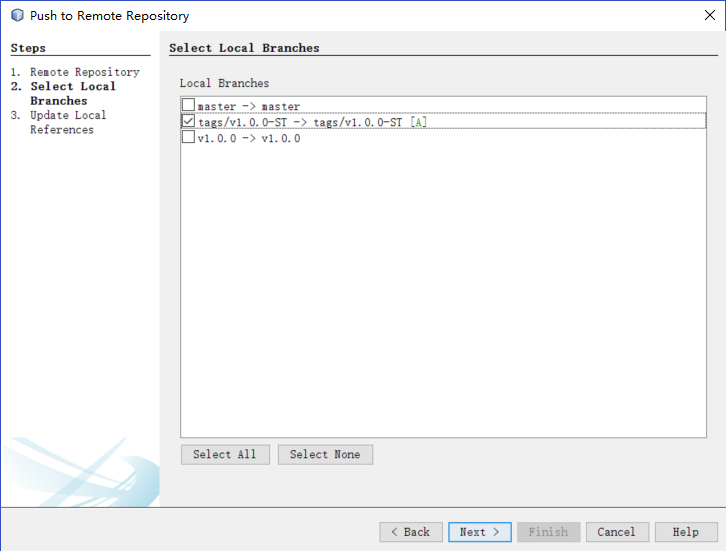 Push to Remote Repository
Steps
1. Remote Repository
2. Select Local
Branches
3. Update Local
References
Select Local Branches
Local Branches
master -> master
tags/v1.0.0-ST -> tags/v1.0.0-ST [A]
v1.0.0 -> v1.0.0
Select All
Select None
< Back
Next >
Finish
Cancel
Help